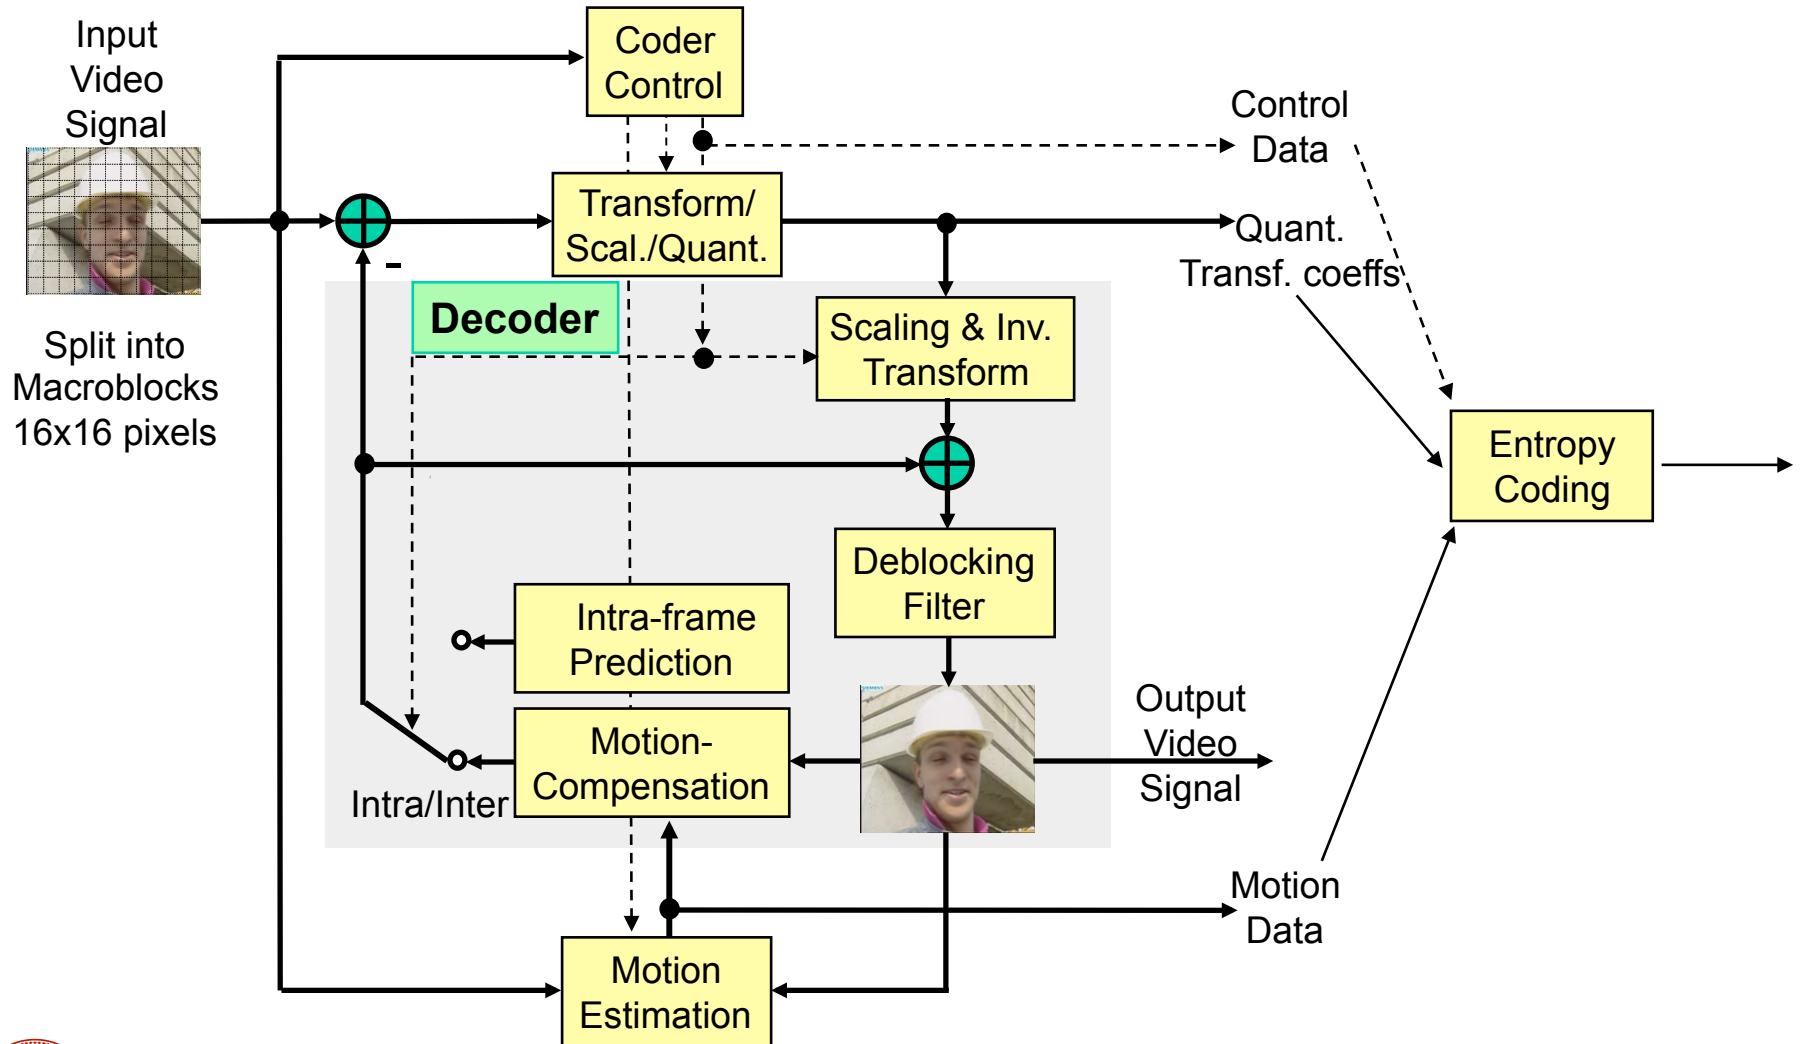 Input
Video
Signal
Split into
Macroblocks
16x16 pixels
Coder
Control
Transform/
Scal./Quant.
-
Decoder
Scaling & Inv.
Transform
Deblocking
Filter
Intra-frame
Prediction
Motion-
Compensation
Intra/Inter
Motion
Estimation
Control
Data
Quant.
Transf. coeffs
Output
Video
Signal
Motion
Data
Entropy
Coding